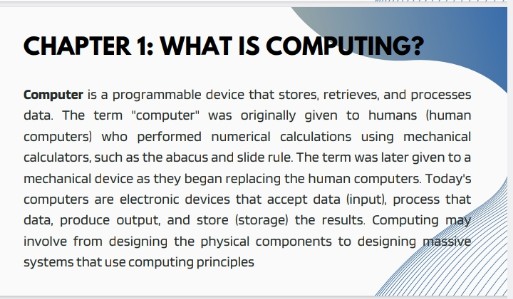 CHAPTER 1: WHAT IS COMPUTING?
Computer is a programmable device that stores, retrieves, and processes
data. The term "computer" was originally given to humans (human
computers) who performed numerical calculations using mechanical
calculators, such as the abacus and slide rule. The term was later given to a
mechanical device as they began replacing the human computers. Today's
computers are electronic devices that accept data (input), process that
data, produce output, and store (storage) the results. Computing may
involve from designing the physical components to designing massive
systems that use computing principles